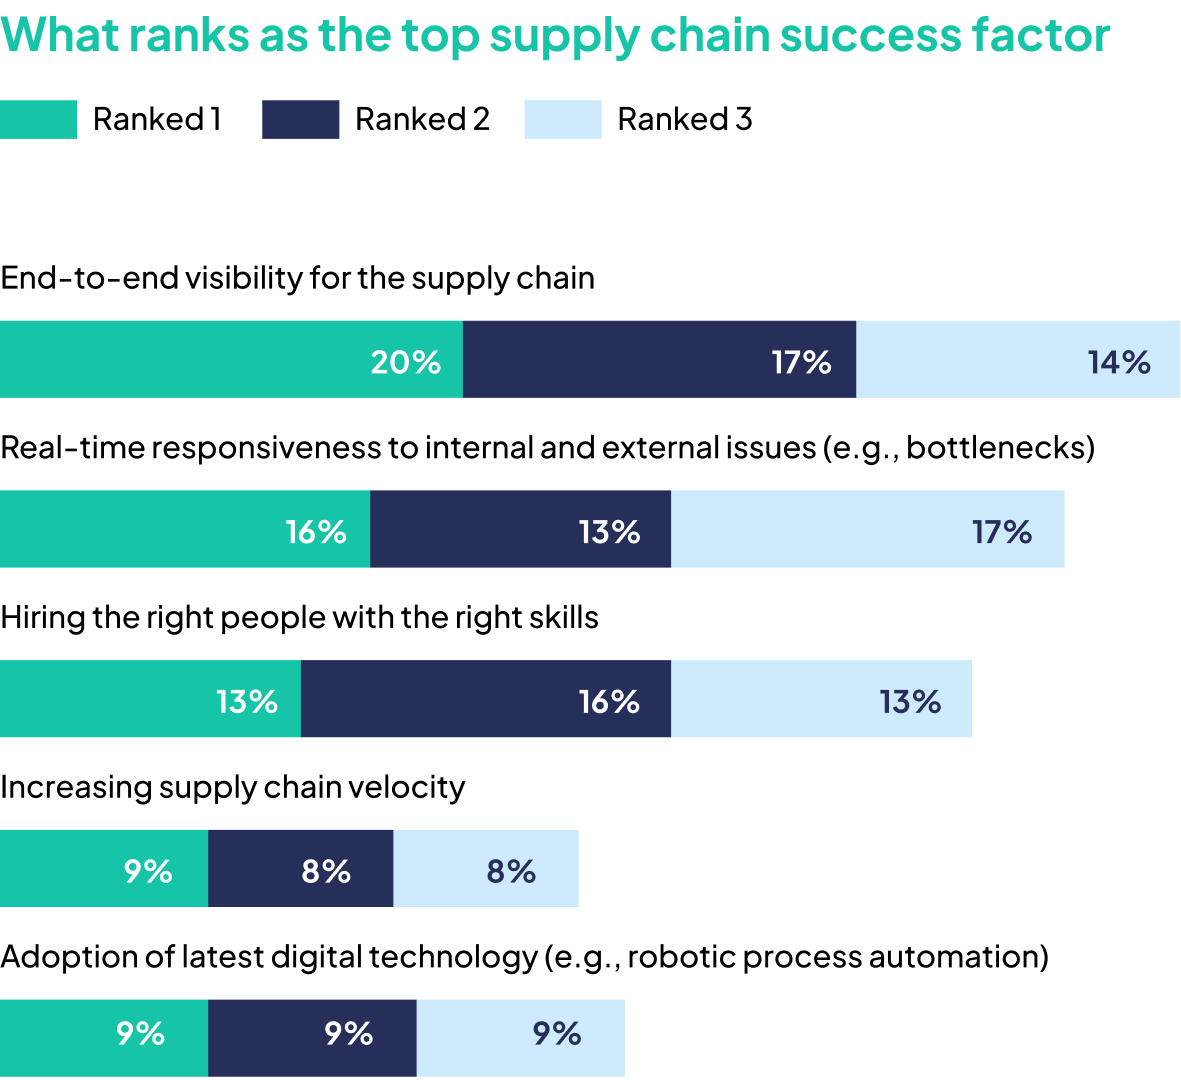 What ranks as the top supply chain success factor
Ranked 1 Ranked 2 Ranked 3
End-to-end visibility for the supply chain
20% 17% 14%
Real-time responsiveness to internal and external issues (e.g., bottlenecks)
16% 13% 17%
Hiring the right people with the right skills
13% 16% 13%
Increasing supply chain velocity
9% 8% 8%
Adoption of latest digital technology (e.g., robotic process automation)
9% 9% 9%